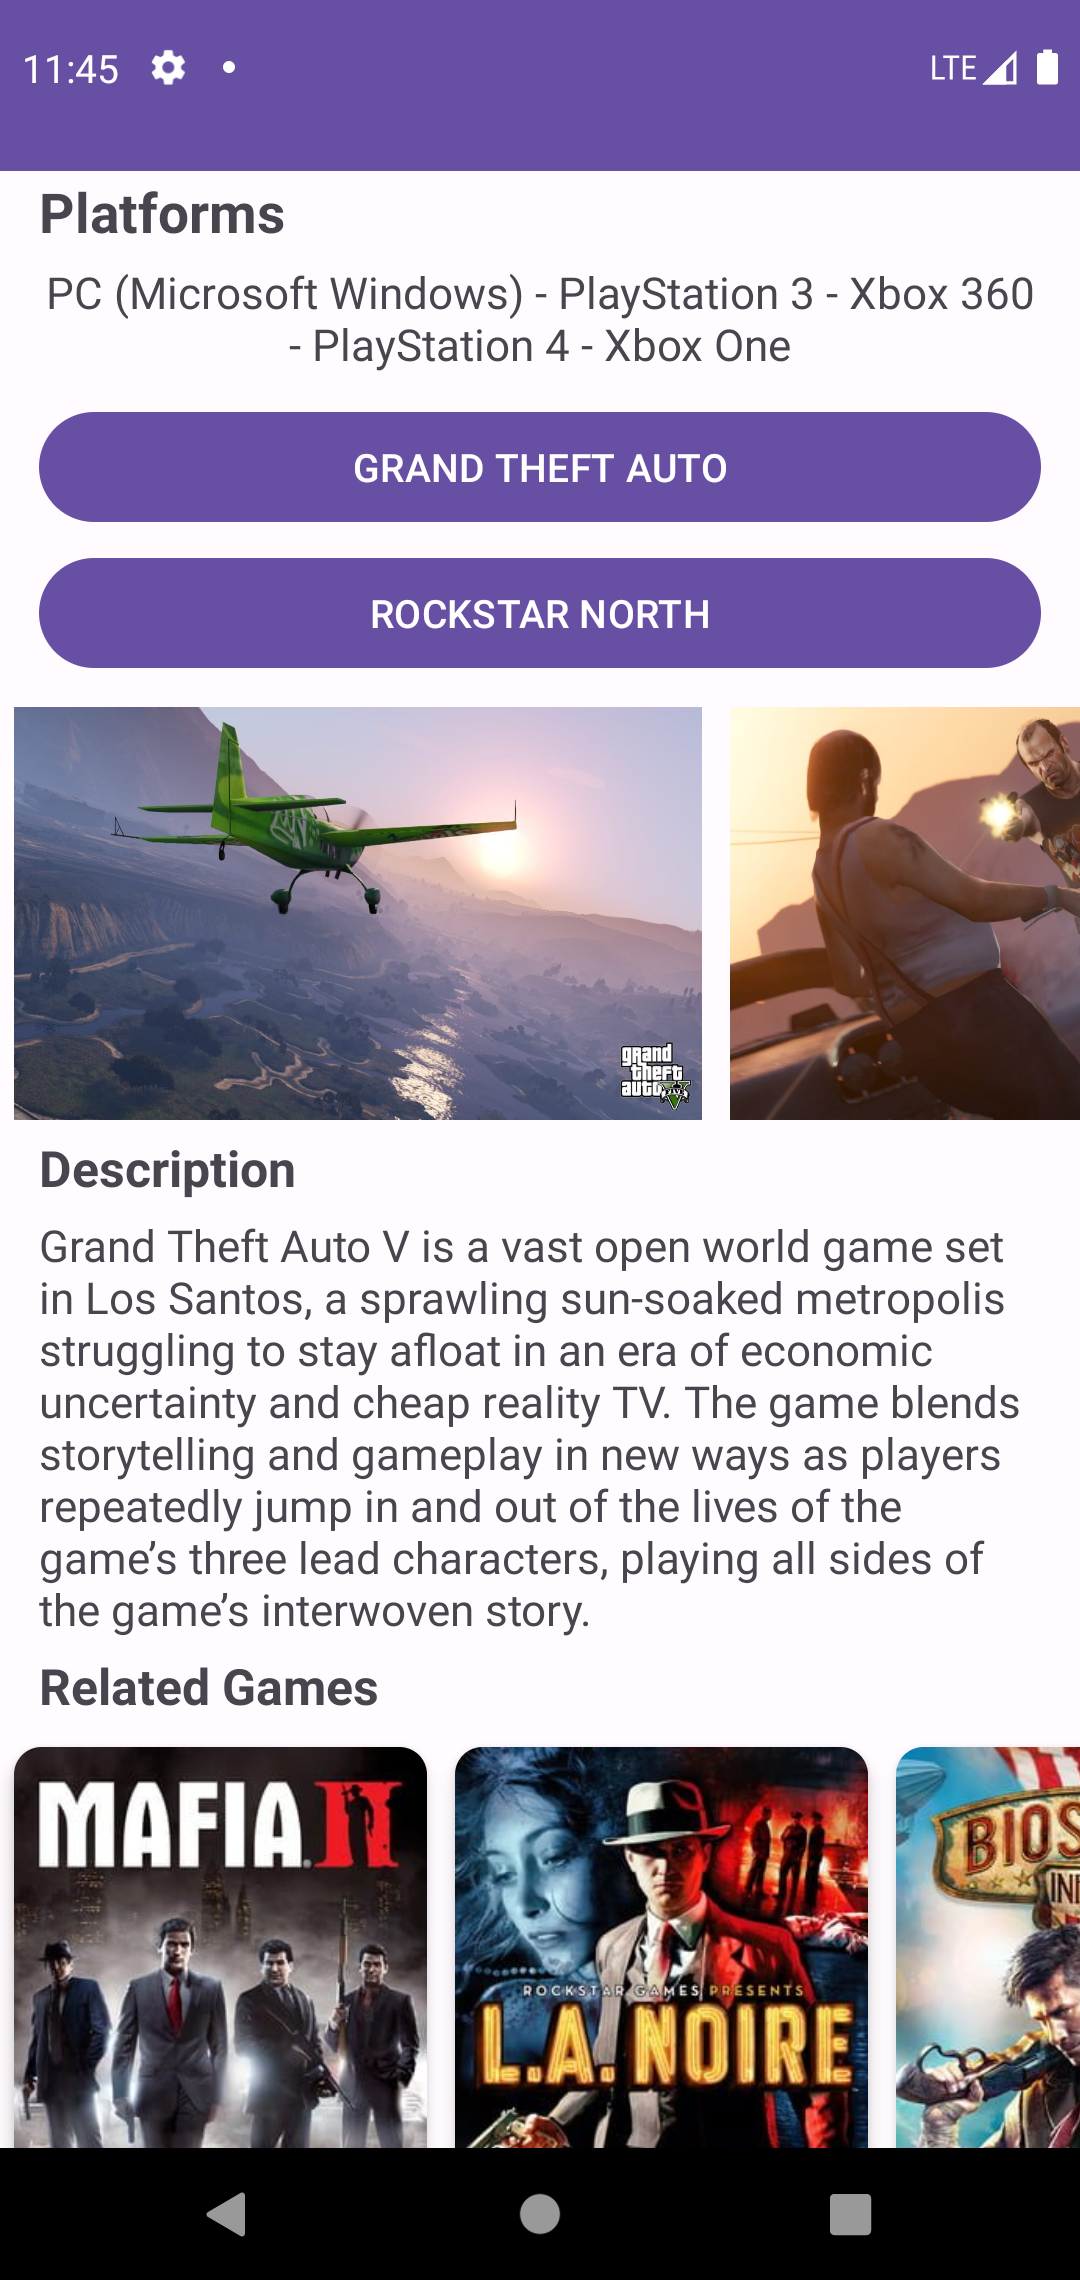 11:45
LTE
Platforms
PC (Microsoft Windows) - PlayStation 3 - Xbox 360
- PlayStation 4 - Xbox One
GRAND THEFT AUTO
ROCKSTAR NORTH
grand
theft
auto V
Description
Grand Theft Auto V is a vast open world game set
in Los Santos, a sprawling sun-soaked metropolis
struggling to stay afloat in an era of economic
uncertainty and cheap reality TV. The game blends
storytelling and gameplay in new ways as players
repeatedly jump in and out of the lives of the
game’s three lead characters, playing all sides of
the game’s interwoven story.
Related Games
MAFIA II
ROCKSTAR GAMES PRESENTS
L.A. NOIRE
BIOS
INF